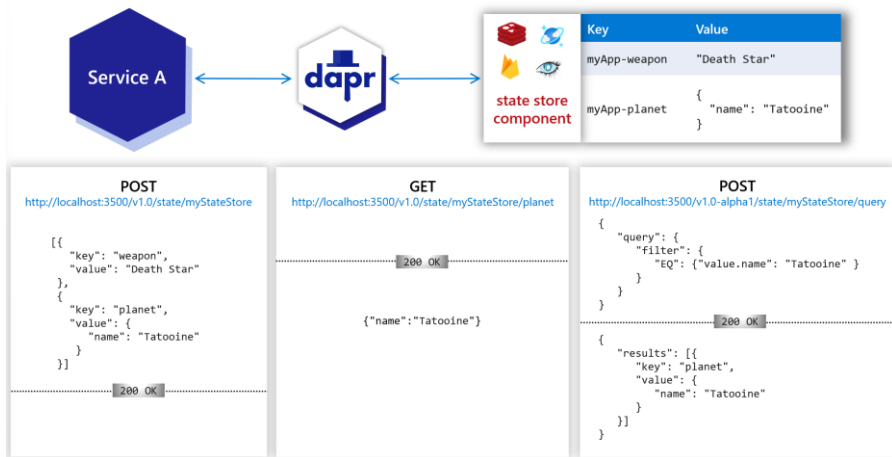 Service A
dapr
state store
component
Key Value
myApp-weapon "Death Star"
myApp-planet {
"name": "Tatooine"
}
POST
http://localhost:3500/v1.0/state/myStateStore
[{
"key": "weapon",
"value": "Death Star"
},
{
"key": "planet",
"value": {
"name": "Tatooine"
}
}]
200 OK
GET
http://localhost:3500/v1.0/state/myStateStore/planet
200 OK
{"name":"Tatooine"}
POST
http://localhost:3500/v1.0-alpha1/state/myStateStore/query
{
"query": {
"filter": {
"EQ": {"value.name": "Tatooine" }
}
}
}
200 OK
{
"results": [{
"key": "planet",
"value": {
"name": "Tatooine"
}
}]
}